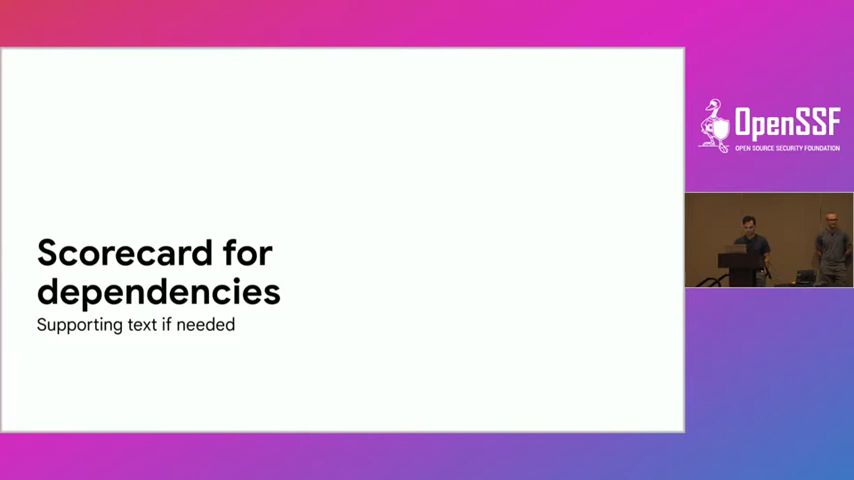 Scorecard for
dependencies
Supporting text if needed
OpenSSF
OPEN SOURCE SECURITY FOUNDATION